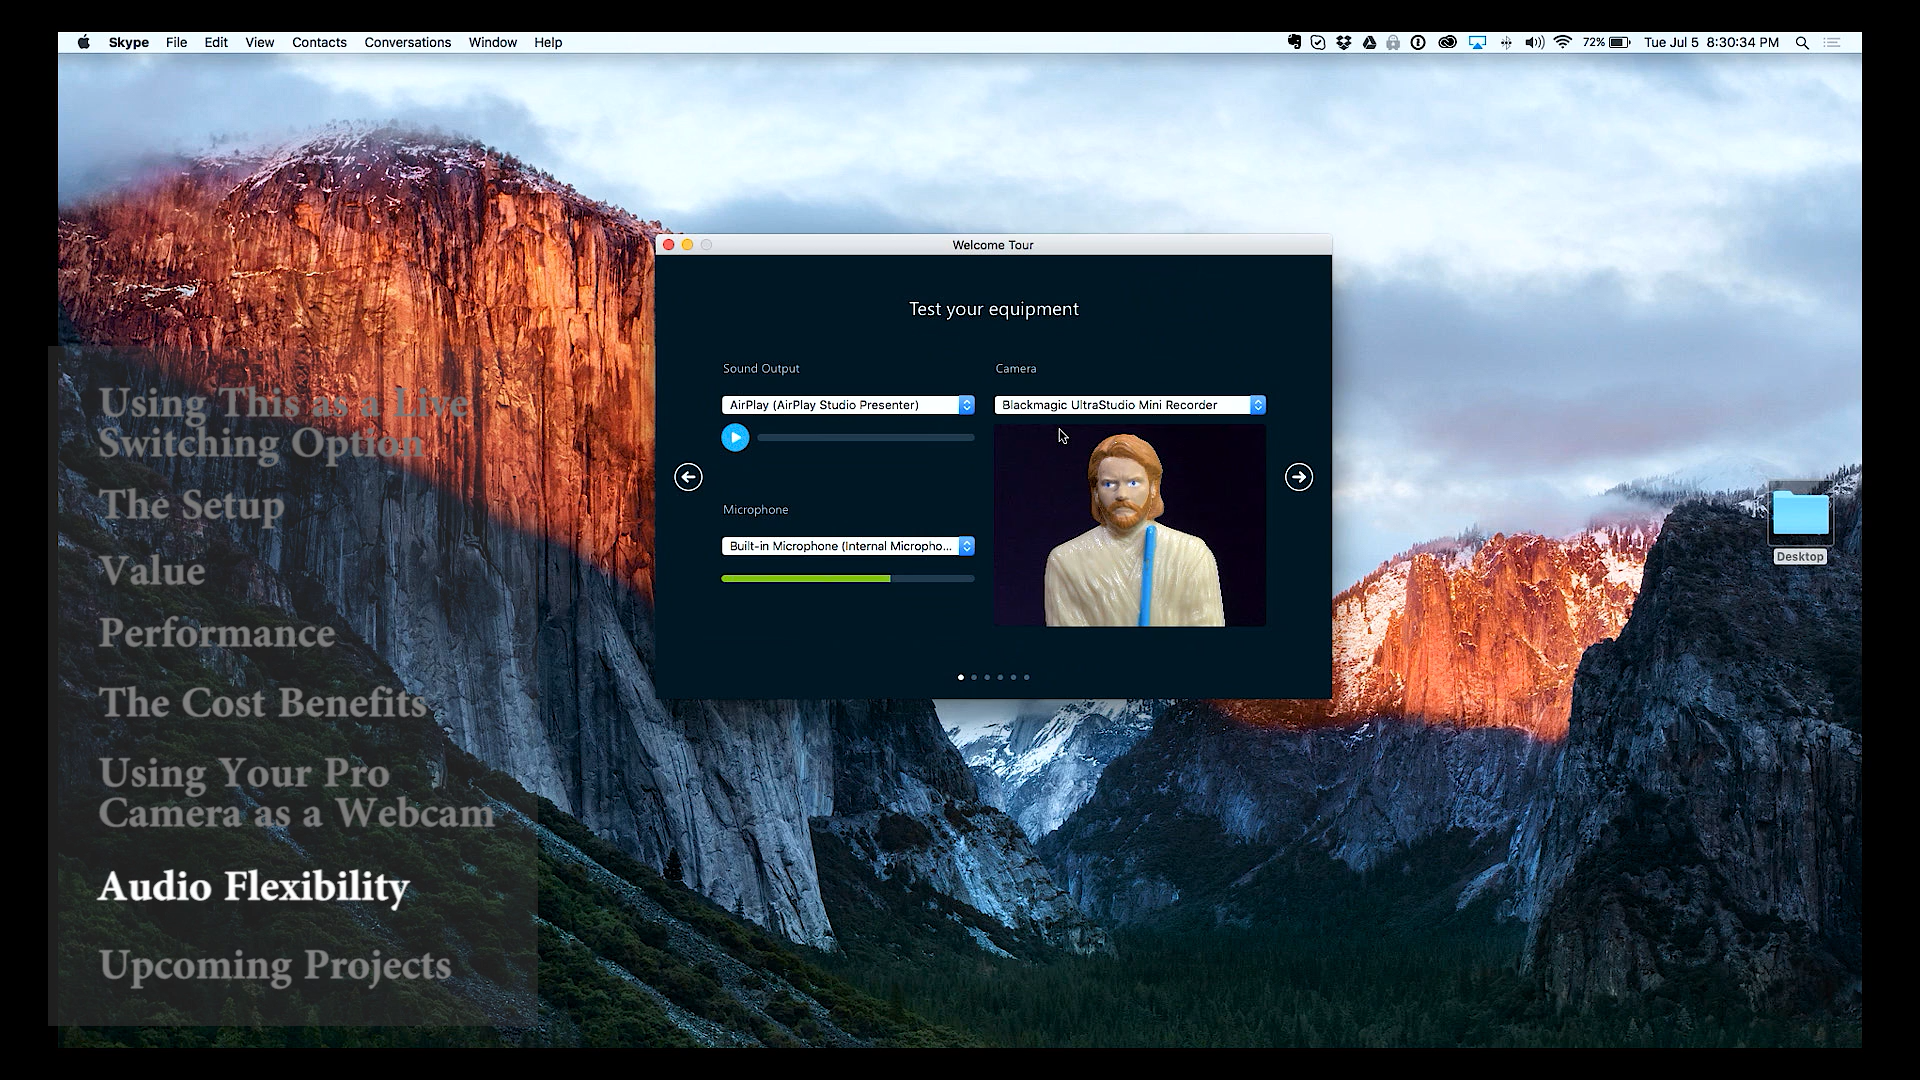 Skype File Edit View Contacts Conversations Window Help
72% Tue Jul 5 8:30:34 PM
Welcome Tour
Test your equipment
Sound Output
AirPlay (AirPlay Studio Presenter)
Microphone
Built-in Microphone (Internal Micropho...
Camera
Blackmagic UltraStudio Mini Recorder
Desktop
Using This as a Live
Switching Option
The Setup
Value
Performance
The Cost Benefits
Using Your Pro
Camera as a Webcam
Audio Flexibility
Upcoming Projects